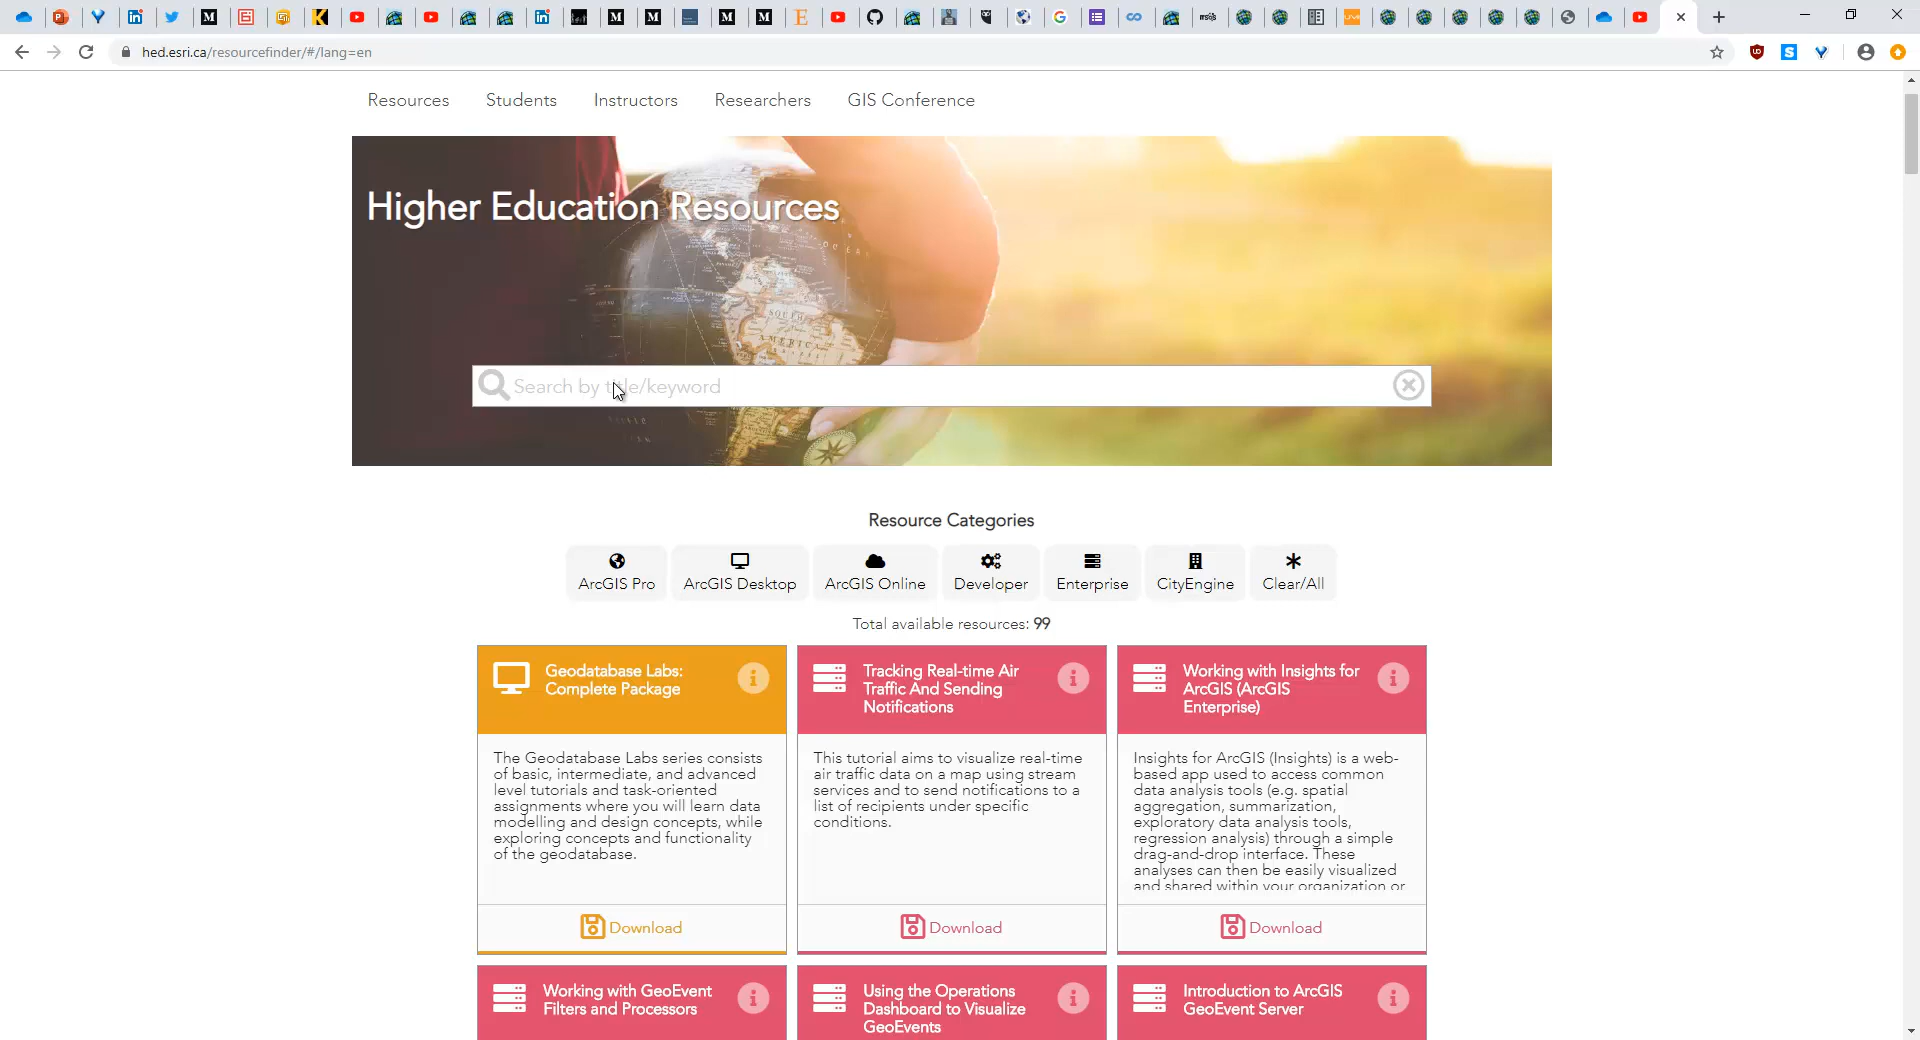 hed.esri.ca/resourcefinder/#/lang=en
Resources Students Instructors Researchers GIS Conference
Higher Education Resources
SOUTH
AMERICA
Search by title/keyword
Resource Categories
ArcGIS Pro ArcGIS Desktop ArcGIS Online Developer Enterprise CityEngine Clear/All
Total available resources: 99
Geodatabase Labs:
Complete Package
The Geodatabase Labs series consists
of basic, intermediate, and advanced
level tutorials and task-oriented
assignments where you will learn data
modelling and design concepts, while
exploring concepts and functionality
of the geodatabase.
Download
Tracking Real-time Air
Traffic And Sending
Notifications
This tutorial aims to visualize real-time
air traffic data on a map using stream
services and to send notifications to a
list of recipients under specific
conditions.
Download
Working with Insights for
ArcGIS (ArcGIS
Enterprise)
Insights for ArcGIS (Insights) is a web-
based app used to access common
data analysis tools (e.g. spatial
aggregation, summarization,
exploratory data analysis tools,
regression analysis) through a simple
drag-and-drop interface. These
analyses can then be easily visualized
and shared within your organization or
Download
Working with GeoEvent
Filters and Processors
Using the Operations
Dashboard to Visualize
GeoEvents
Introduction to ArcGIS
GeoEvent Server